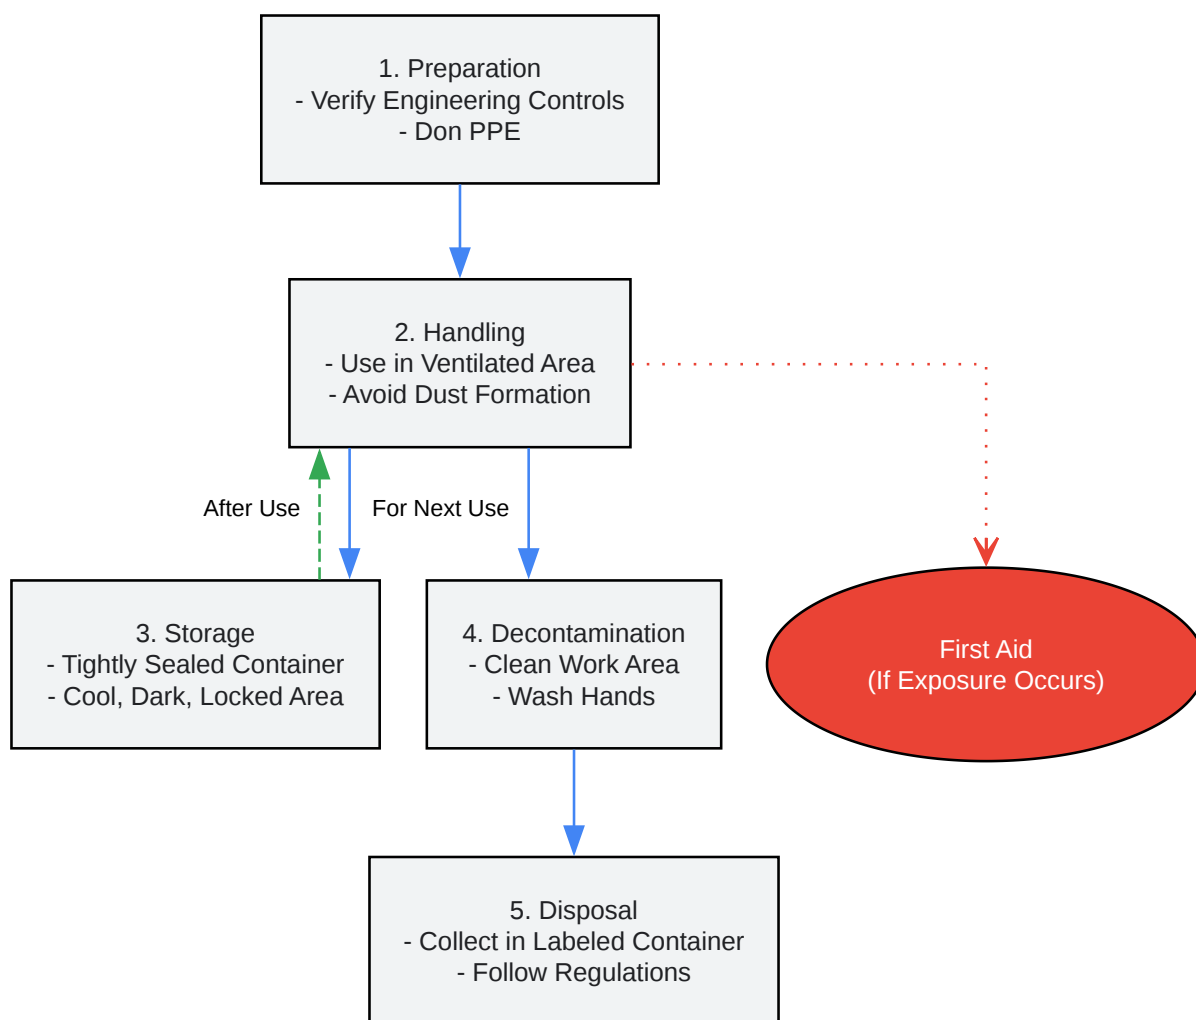 1. Preparation
- Verify Engineering Controls
- Don PPE
2. Handling
- Use in Ventilated Area
- Avoid Dust Formation
After Use
For Next Use
3. Storage
- Tightly Sealed Container
- Cool, Dark, Locked Area
4. Decontamination
- Clean Work Area
- Wash Hands
First Aid
(If Exposure Occurs)
5. Disposal
- Collect in Labeled Container
- Follow Regulations